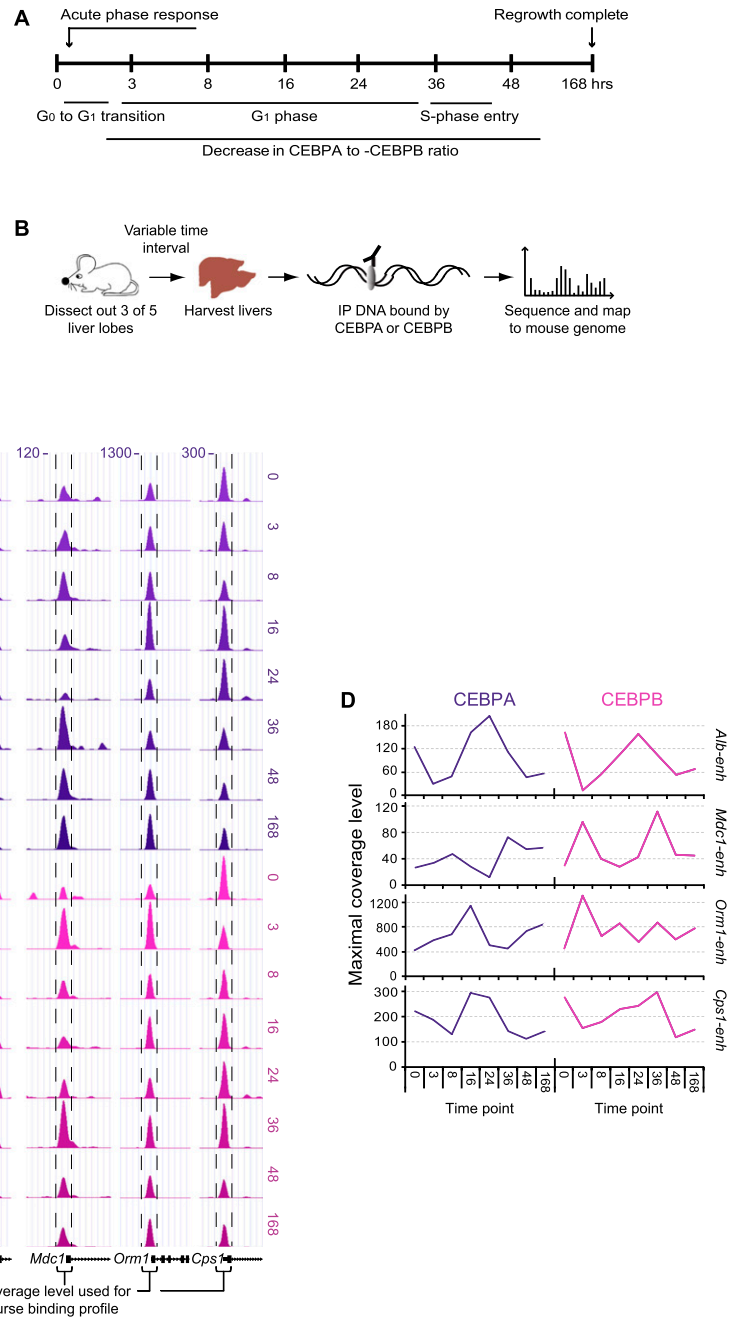 A
Acute phase response
Regrowth complete
0
3
8
16
24
36
48
168 hrs
G0 to G1 transition
G1 phase
S-phase entry
Decrease in CEBPA to -CEBPB ratio
B
Variable time
interval
Dissect out 3 of 5
liver lobes
Harvest livers
IP DNA bound by
CEBPA or CEBPB
Sequence and map
to mouse genome
120
1300
300
0
3
8
16
24
36
48
168
0
3
8
16
24
36
48
168
Mdc1
Orm1
Cps1
verage level used for
urse binding profile
D
CEBPA
CEBPB
Maximal coverage level
180
120
60
0
Alb-enh
120
80
40
0
Mdc1-enh
1200
800
400
0
Orm1-enh
300
200
100
0
Cps1-enh
0 3 8 16 24 36 48 168
0 3 8 16 24 36 48 168
Time point
Time point